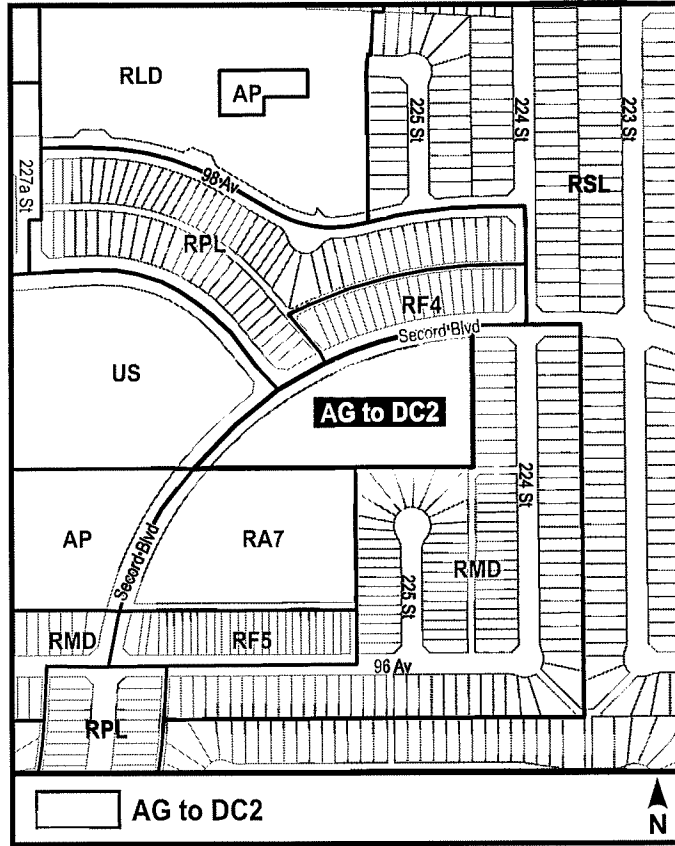 RLD
AP
225 St
224 St
223 St
227a St
98 Av
RSL
RPL
RF4
Secord Blvd
US
AG to DC2
224 St
AP
RA7
Secord Blvd
225 St
RMD
RMD
RF5
96 Av
RPL
AG to DC2
N